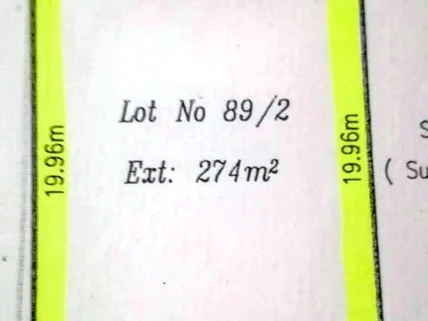 Lot No 89/2
Ext: 274m²
19.96m
19.96m
( Su